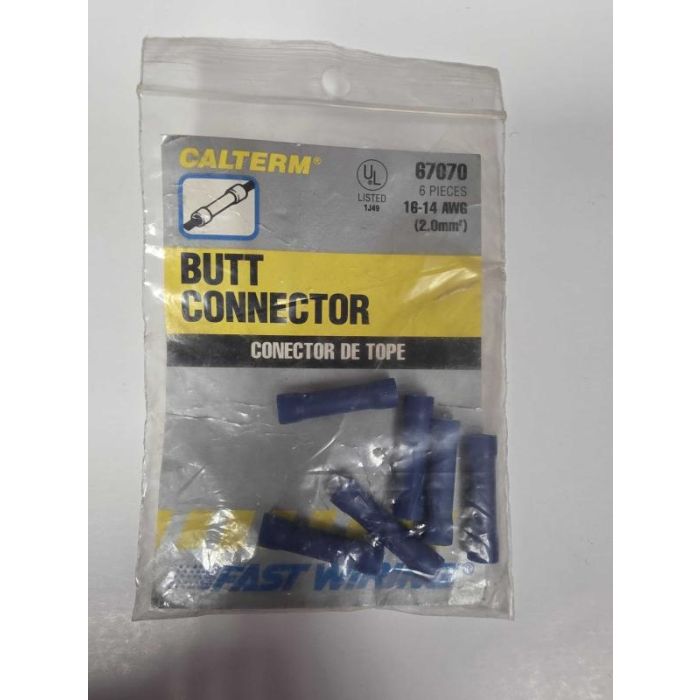 CALTERM®
UL
LISTED
1J49
67070
6 PIECES
16-14 AWG
(2.0mm²)
BUTT
CONNECTOR
CONECTOR DE TOPE
FAST WIRING®